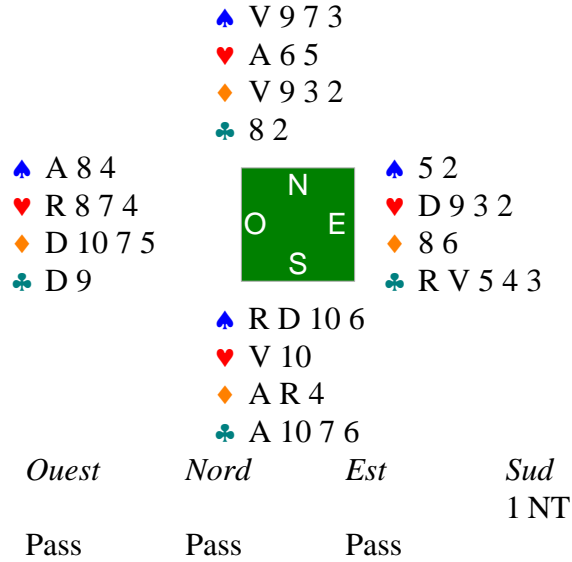 ♠ V 9 7 3
♥ A 6 5
♦ V 9 3 2
♣ 8 2
♠ A 8 4
♥ R 8 7 4
♦ D 10 7 5
♣ D 9
N
O E
S
♠ 5 2
♥ D 9 3 2
♦ 8 6
♣ R V 5 4 3
♠ R D 10 6
♥ V 10
♦ A R 4
♣ A 10 7 6
Ouest Nord Est Sud
1 NT
Pass Pass Pass